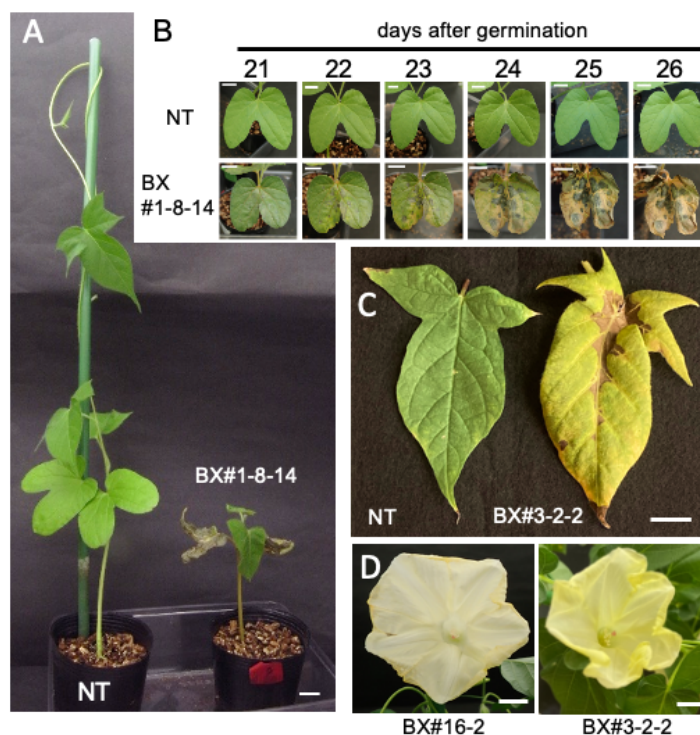 A
B
days after germination
21 22 23 24 25 26
NT
BX
#1-8-14
C
BX#1-8-14
NT
BX#3-2-2
D
NT
BX#16-2
BX#3-2-2